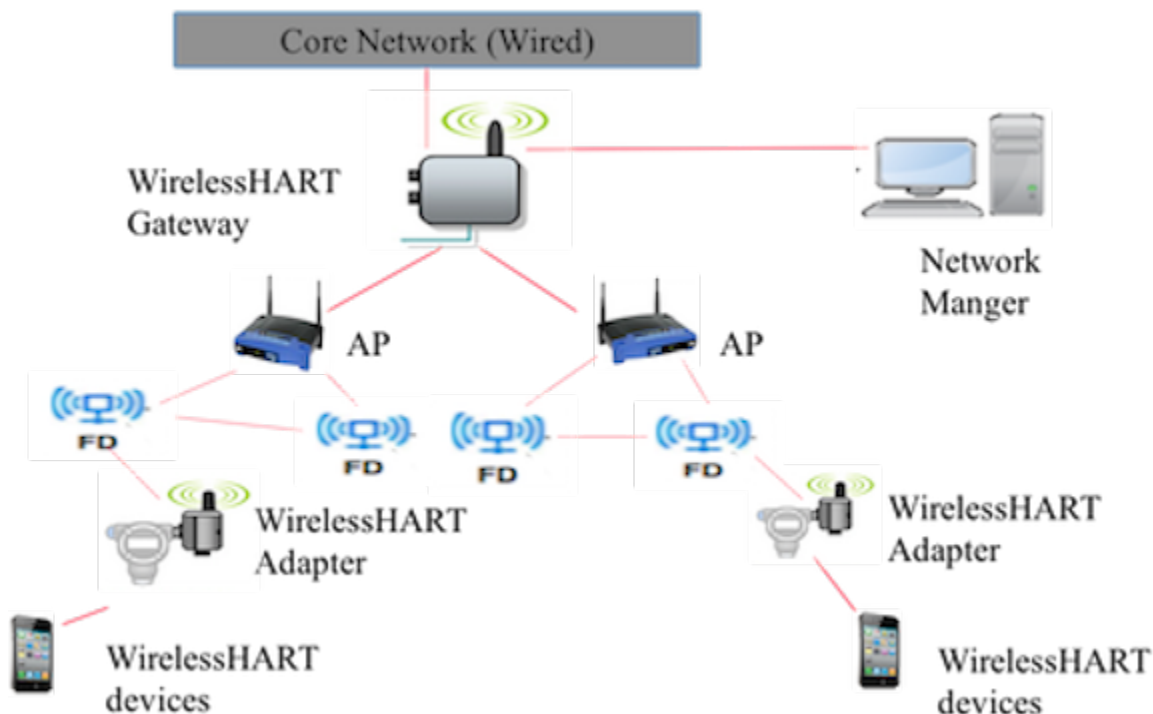 Core Network (Wired)
WirelessHART
Gateway
Network
Manger
AP
AP
FD
FD
FD
FD
WirelessHART
Adapter
WirelessHART
Adapter
WirelessHART
devices
WirelessHART
devices